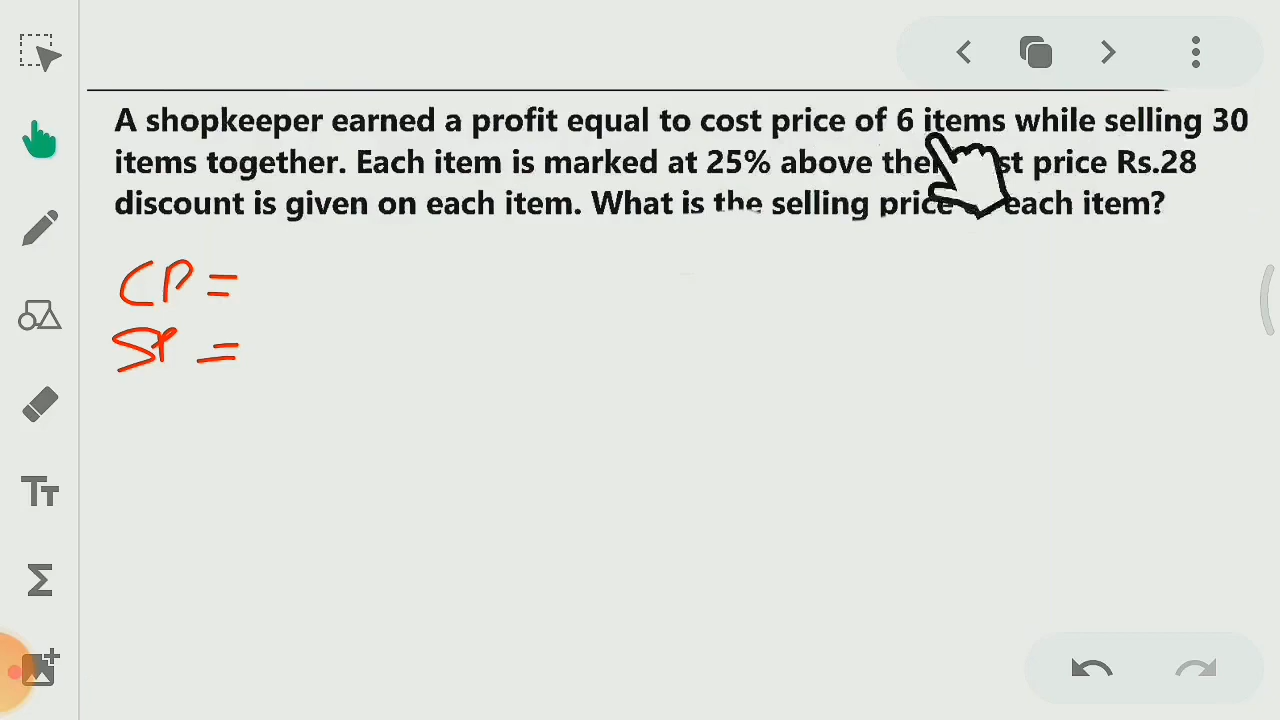 A shopkeeper earned a profit equal to cost price of 6 items while selling 30
items together. Each item is marked at 25% above price Rs.28
discount is given on each item. What is the selling price each item?
CP =
SP =
Tт
Σ